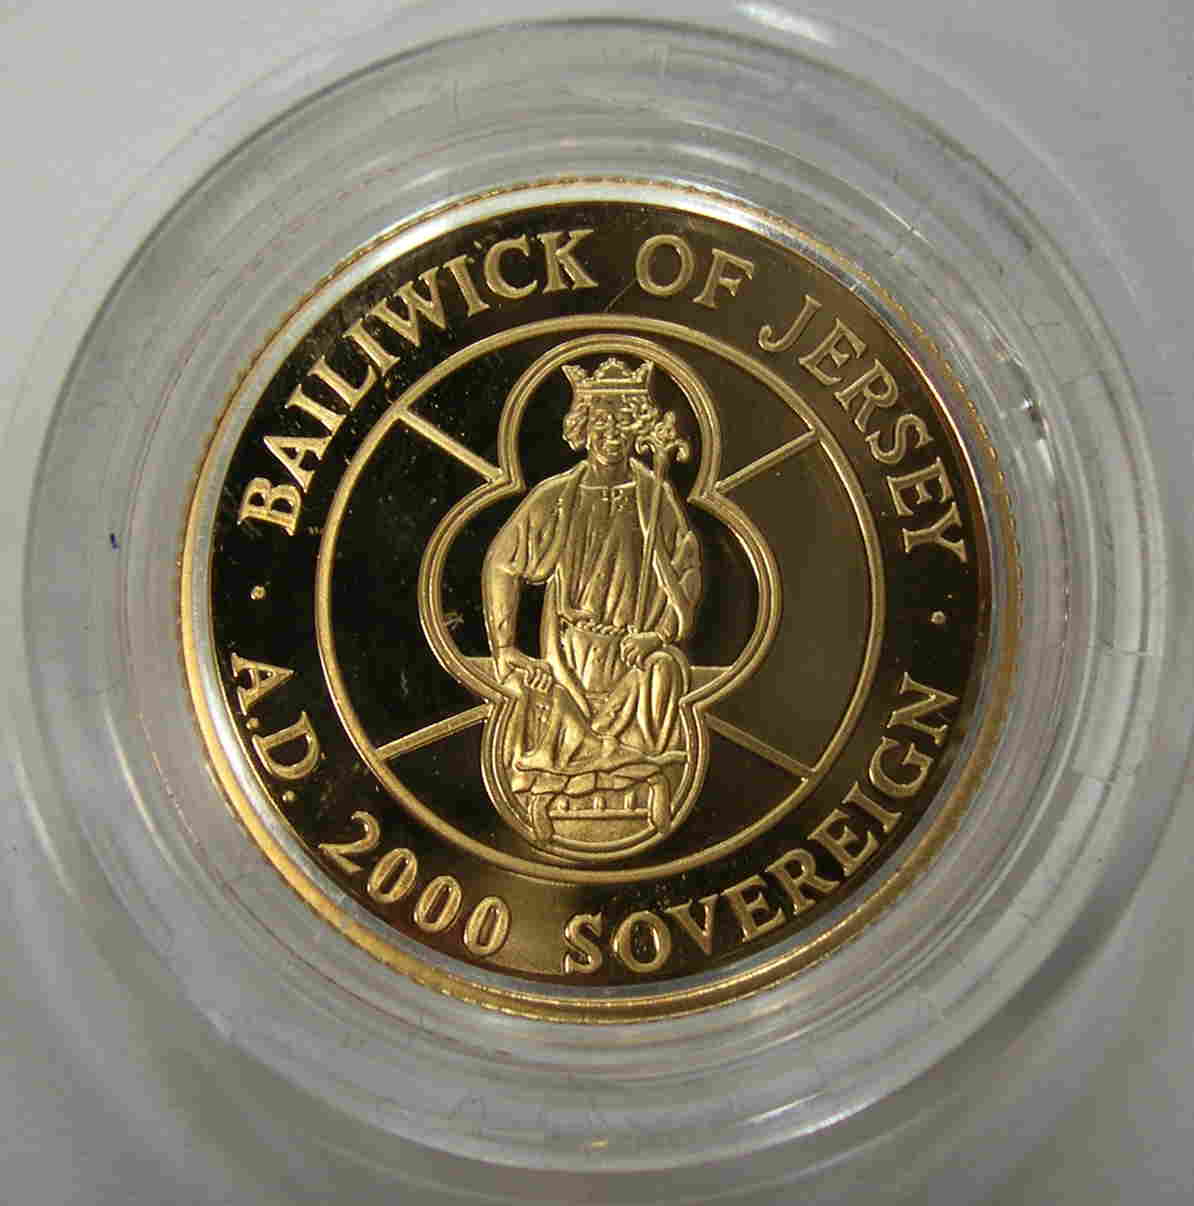 · BAILIWICK OF JERSEY ·
A.D. 2000 SOVEREIGN